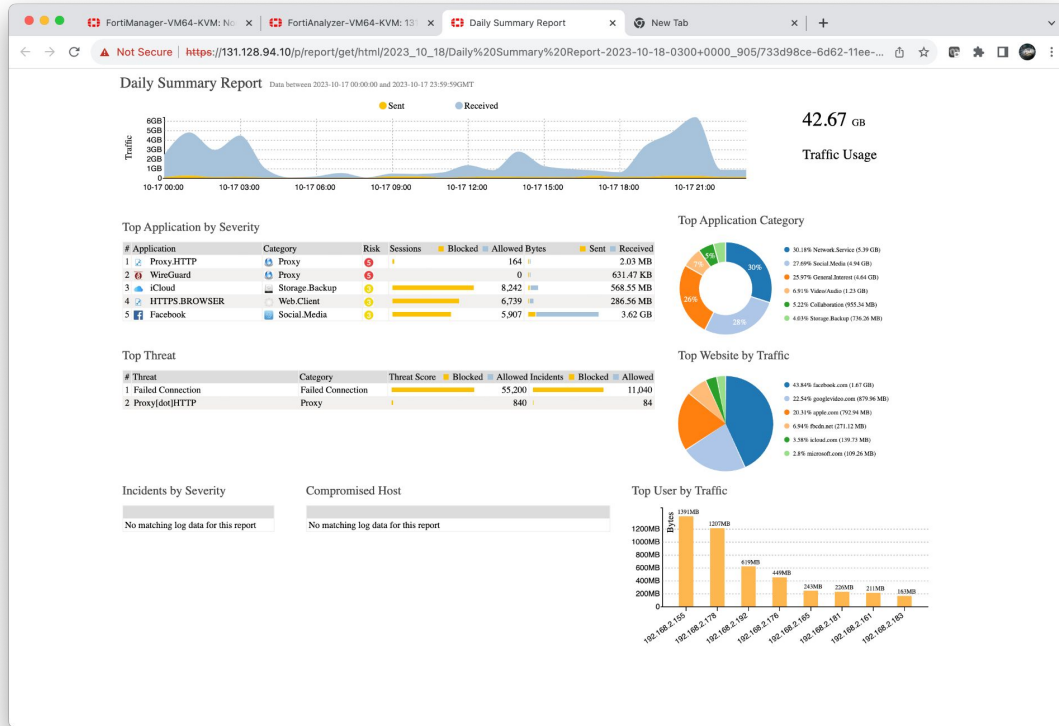 FortiManager-VM64-KVM: No
FortiAnalyzer-VM64-KVM: 131
Daily Summary Report
New Tab
Not Secure https://131.128.94.10/p/report/get/html/2023_10_18/Daily%20Summary%20Report-2023-10-18-0300+0000_905/733d98ce-6d62-11ee-...
Daily Summary Report Data between 2023-10-17 00:00:00 and 2023-10-17 23:59:59GMT
Sent Received
Traffic
6GB
5GB
4GB
3GB
2GB
1GB
0
10-17 00:00 10-17 03:00 10-17 06:00 10-17 09:00 10-17 12:00 10-17 15:00 10-17 18:00 10-17 21:00
42.67 GB
Traffic Usage
Top Application by Severity
# Application Category Risk Sessions Blocked Allowed Bytes Sent Received
1 Proxy.HTTP Proxy 5 164 2.03 MB
2 WireGuard Proxy 5 0 631.47 KB
3 iCloud Storage.Backup 3 8,242 568.55 MB
4 HTTPS.BROWSER Web.Client 3 6,739 286.56 MB
5 Facebook Social.Media 3 5,907 3.62 GB
Top Application Category
30%
28%
26%
7%
5%
30.18% Network.Service (5.39 GB)
27.69% Social.Media (4.94 GB)
25.97% General.Interest (4.64 GB)
6.91% Video/Audio (1.23 GB)
5.22% Collaboration (955.34 MB)
4.03% Storage.Backup (736.26 MB)
Top Threat
# Threat Category Threat Score Blocked Allowed Incidents Blocked Allowed
1 Failed Connection Failed Connection 55,200 11,040
2 Proxy[dot]HTTP Proxy 840 84
Top Website by Traffic
43.84% facebook.com (1.67 GB)
22.54% googlevideo.com (879.96 MB)
20.31% apple.com (792.94 MB)
6.94% fbcdn.net (271.12 MB)
3.58% icloud.com (139.73 MB)
2.8% microsoft.com (109.26 MB)
Incidents by Severity
No matching log data for this report
Compromised Host
No matching log data for this report
Top User by Traffic
Bytes
1200MB
1000MB
800MB
600MB
400MB
200MB
0
1391MB 1207MB 619MB 449MB 243MB 226MB 211MB 163MB
192.168.2.155 192.168.2.178 192.168.2.192 192.168.2.176 192.168.2.165 192.168.2.181 192.168.2.161 192.168.2.183